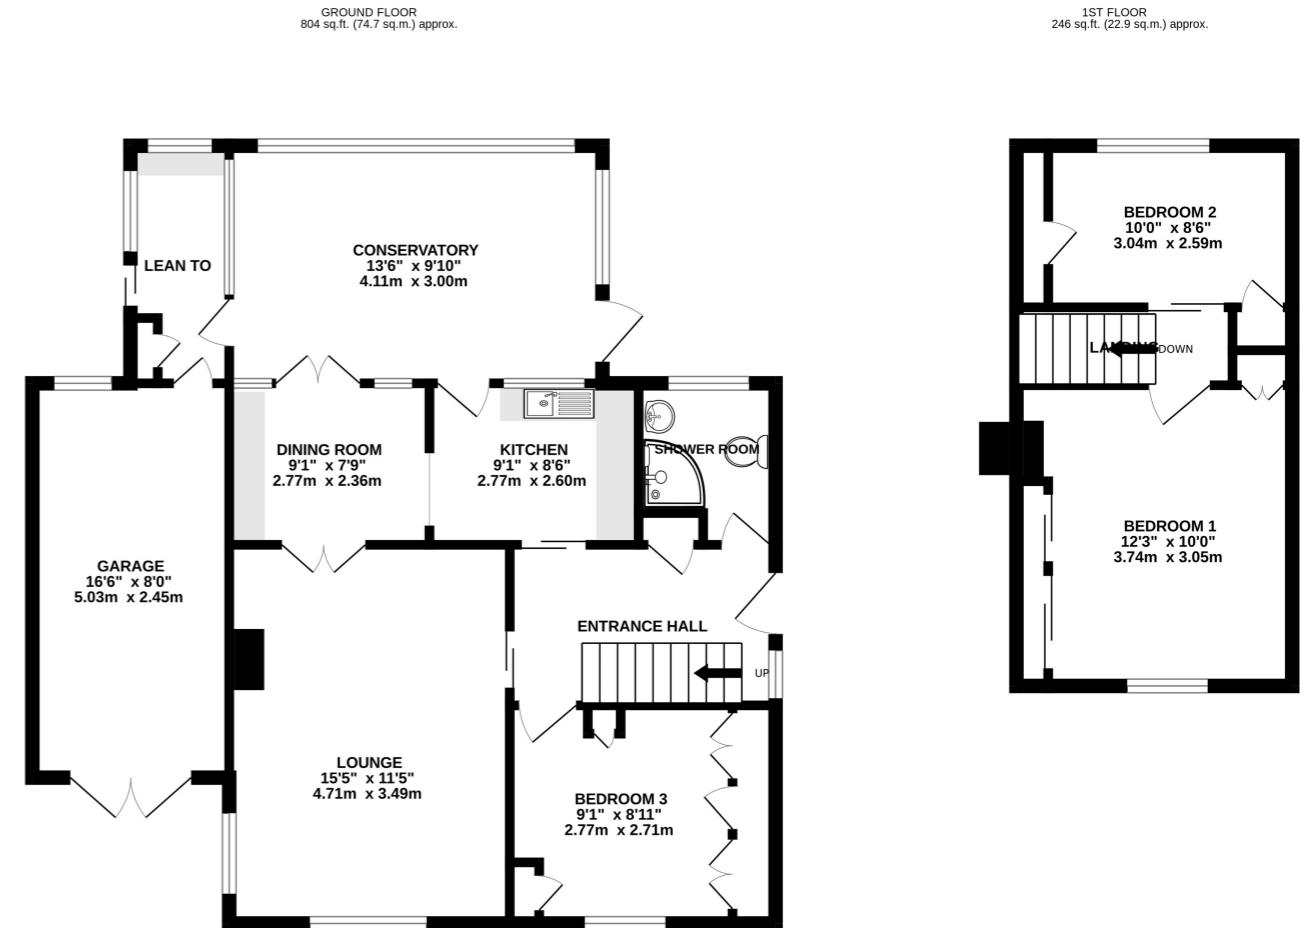 GROUND FLOOR
804 sq.ft. (74.7 sq.m.) approx.
1ST FLOOR
246 sq.ft. (22.9 sq.m.) approx.
LEAN TO
CONSERVATORY
13'6" x 9'10"
4.11m x 3.00m
DINING ROOM
9'1" x 7'9"
2.77m x 2.36m
KITCHEN
9'1" x 8'6"
2.77m x 2.60m
SHOWER ROOM
GARAGE
16'6" x 8'0"
5.03m x 2.45m
ENTRANCE HALL
UP
LOUNGE
15'5" x 11'5"
4.71m x 3.49m
BEDROOM 3
9'1" x 8'11"
2.77m x 2.71m
BEDROOM 2
10'0" x 8'6"
3.04m x 2.59m
LANDING
DOWN
BEDROOM 1
12'3" x 10'0"
3.74m x 3.05m